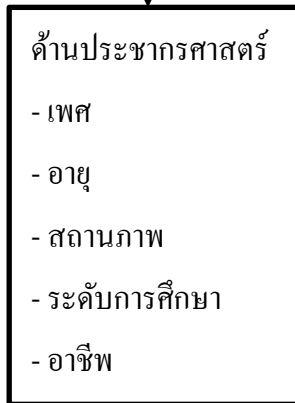 ด้านประชากรศาสตร์
- เพศ
- อายุ
- สถานภาพ
- ระดับการศึกษา
- อาชีพ